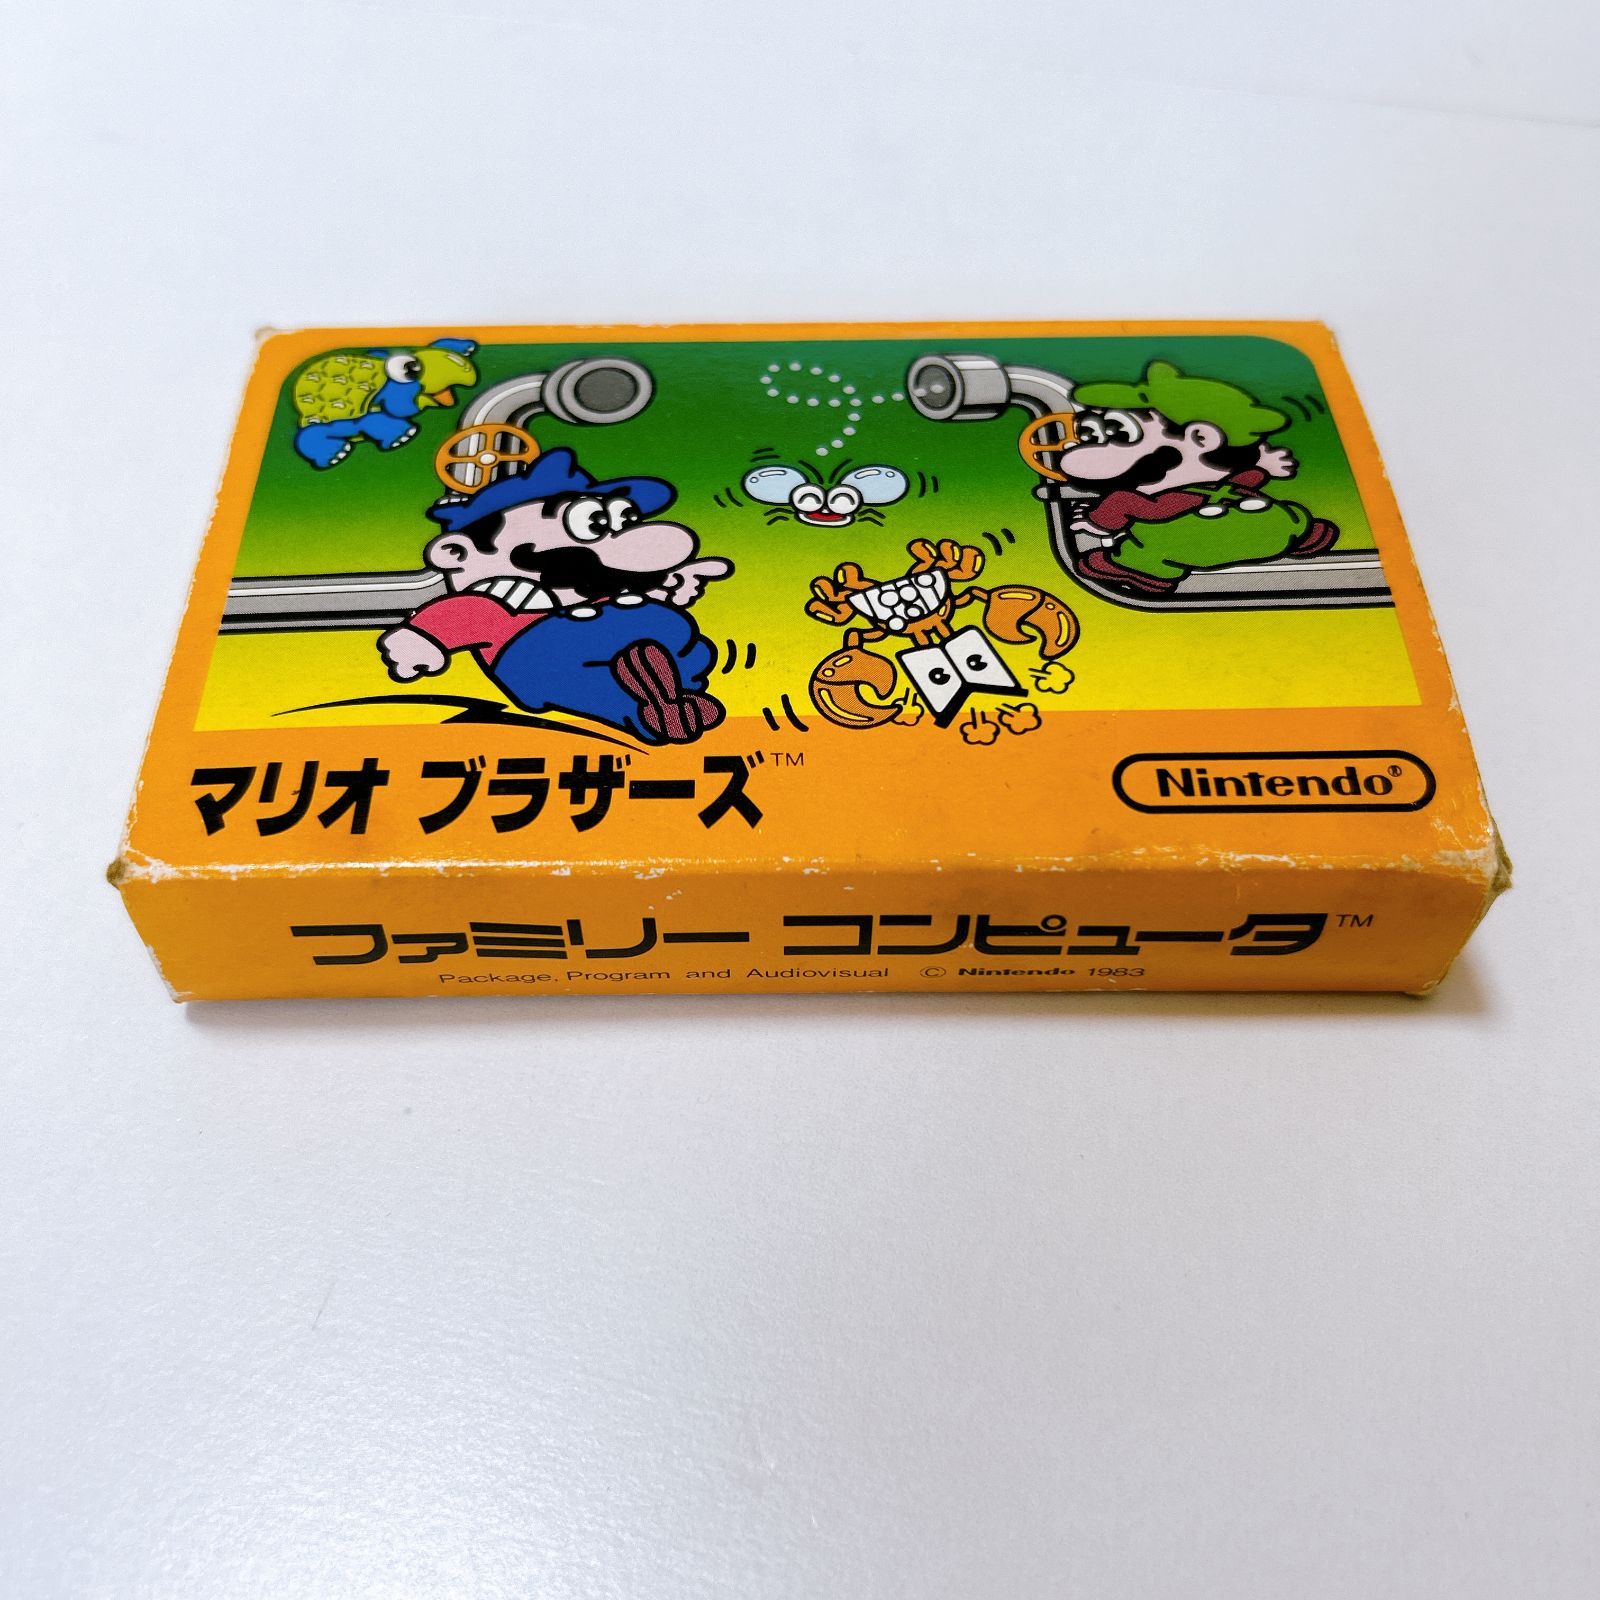 マリオ ブラザーズ™
Nintendo®
ファミリー コンピュータ™
Package, Program and Audiovisual © Nintendo 1983